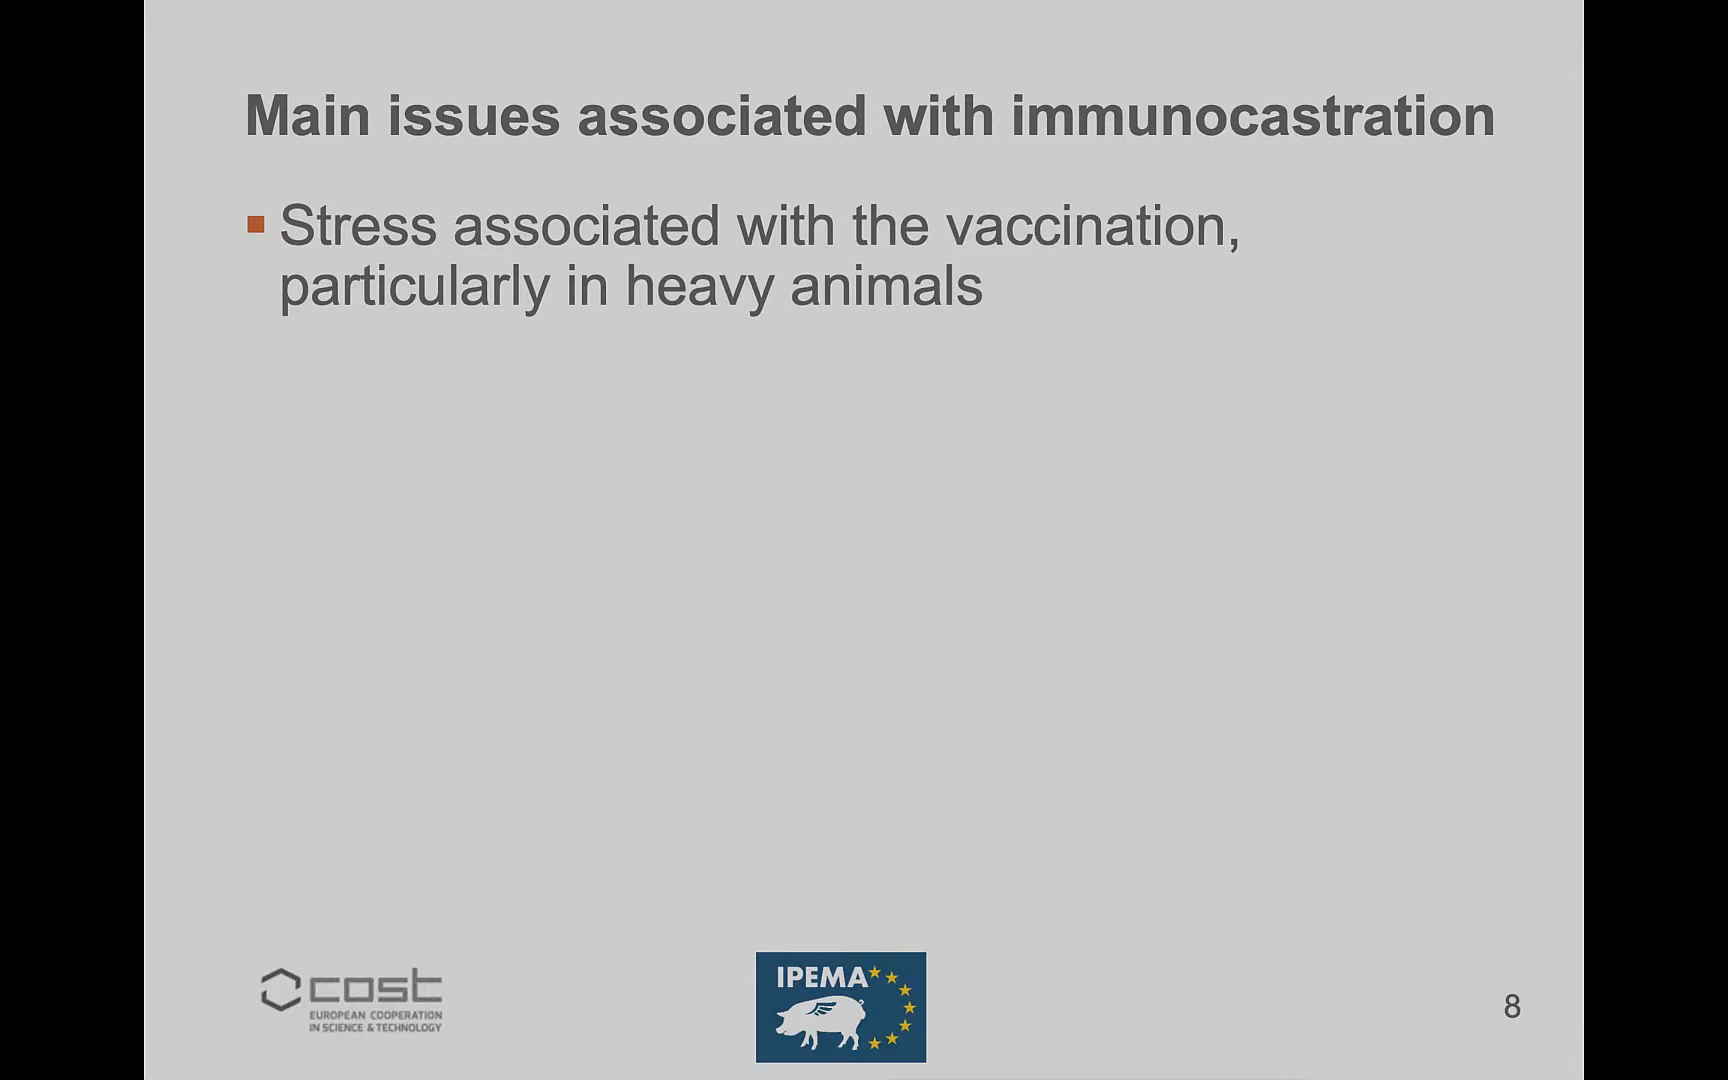 Main issues associated with immunocastration
Stress associated with the vaccination,
particularly in heavy animals
cost
EUROPEAN COOPERATION
IN SCIENCE & TECHNOLOGY
IPEMA
8